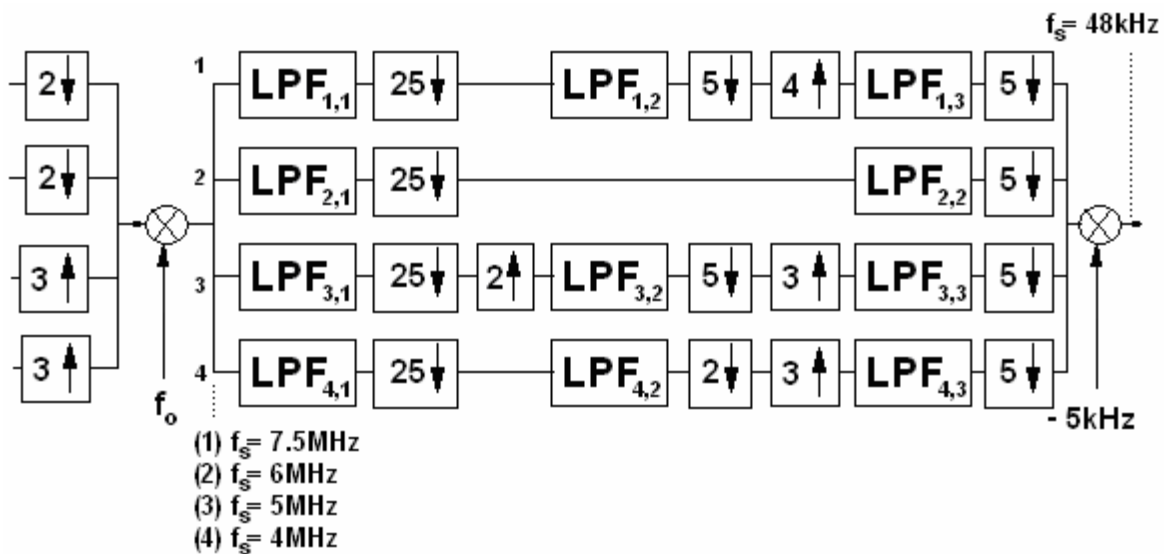 fs= 48kHz
2 1 LPF1,1 25 LPF1,2 5 4 LPF1,3 5
2 2 LPF2,1 25 LPF2,2 5
3 3 LPF3,1 25 2 LPF3,2 5 3 LPF3,3 5
3 4 LPF4,1 25 LPF4,2 2 3 LPF4,3 5
fo - 5kHz
(1) fs= 7.5MHz
(2) fs= 6MHz
(3) fs= 5MHz
(4) fs= 4MHz